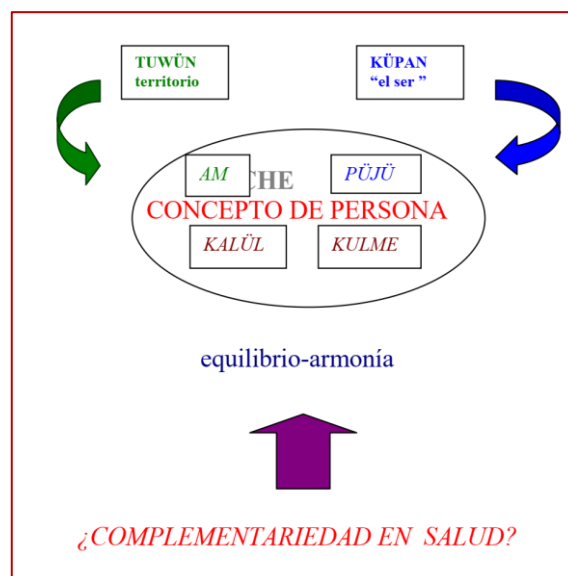 TUWÜN
territorio
KÜPAN
“el ser ”
AM
CHE
PÜJÜ
CONCEPTO DE PERSONA
KALÜL
KULME
equilibrio-armonía
¿COMPLEMENTARIEDAD EN SALUD?